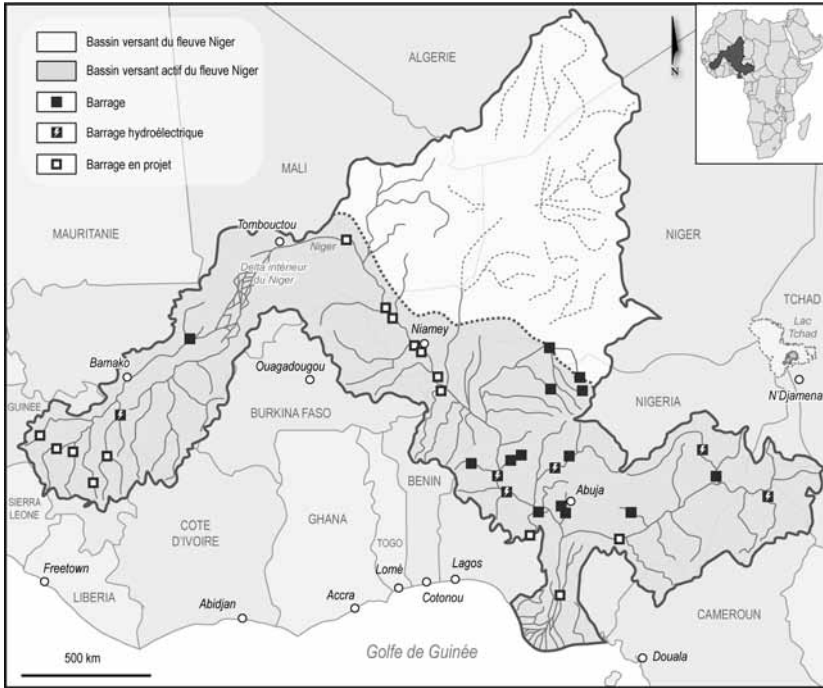 Bassin versant du fleuve Niger
Bassin versant actif du fleuve Niger
Barrage
Barrage hydroélectrique
Barrage en projet
N
ALGERIE
MALI
MAURITANIE
Tombouctou
Niger
NIGER
Delta intérieur
du Niger
TCHAD
Lac
Tchad
Niamey
Bamako
Ouagadougou
N'Djamena
GUINEE
BURKINA FASO
NIGERIA
BENIN
Abuja
SIERRA
LEONE
COTE
D'IVOIRE
GHANA
TOGO
Freetown
Lomé
Lagos
LIBERIA
Accra
Cotonou
Abidjan
CAMEROUN
Golfe de Guinée
Douala
500 km